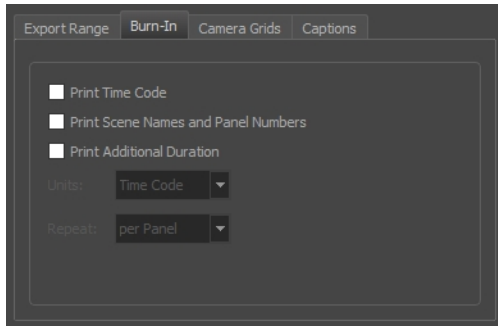 Export Range Burn-In Camera Grids Captions
Print Time Code
Print Scene Names and Panel Numbers
Print Additional Duration
Units: Time Code
Repeat: per Panel